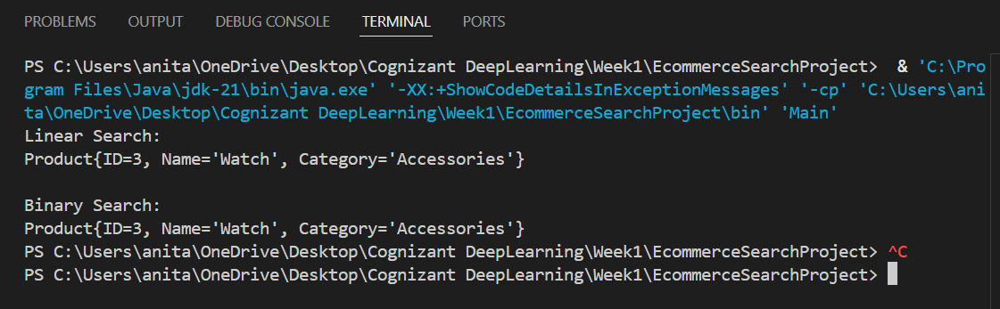 PROBLEMS OUTPUT DEBUG CONSOLE TERMINAL PORTS
PS C:\Users\anita\OneDrive\Desktop\Cognizant DeepLearning\Week1\EcommerceSearchProject>  & 'C:\Pro
gram Files\Java\jdk-21\bin\java.exe' '-XX:+ShowCodeDetailsInExceptionMessages' '-cp' 'C:\Users\ani
ta\OneDrive\Desktop\Cognizant DeepLearning\Week1\EcommerceSearchProject\bin' 'Main'
Linear Search:
Product{ID=3, Name='Watch', Category='Accessories'}
Binary Search:
Product{ID=3, Name='Watch', Category='Accessories'}
PS C:\Users\anita\OneDrive\Desktop\Cognizant DeepLearning\Week1\EcommerceSearchProject> ^C
PS C:\Users\anita\OneDrive\Desktop\Cognizant DeepLearning\Week1\EcommerceSearchProject>